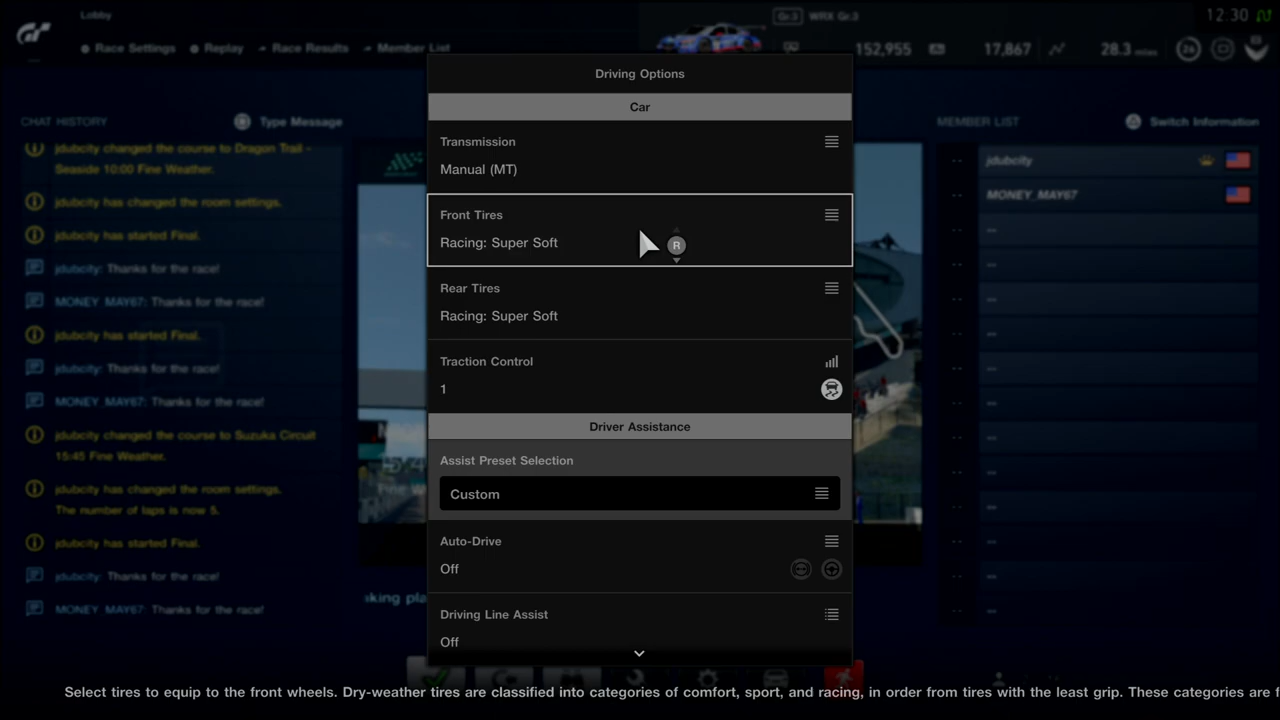 Lobby
Gr.3 WRX Gr.3
12:30
Race Settings Replay Race Results Member List
152,955 17,867 28.3 miles
Driving Options
Car
CHAT HISTORY Type Message
MEMBER LIST Switch Information
jdubcity changed the course to Dragon Trail –
Seaside 10:00 Fine Weather.
jdubcity has changed the room settings.
jdubcity has started Final.
jdubcity: Thanks for the race!
MONEY_MAY67: Thanks for the race!
jdubcity has started Final.
jdubcity: Thanks for the race!
MONEY_MAY67: Thanks for the race!
jdubcity changed the course to Suzuka Circuit
15:45 Fine Weather.
jdubcity has changed the room settings.
The number of laps is now 5.
jdubcity has started Final.
jdubcity: Thanks for the race!
MONEY_MAY67: Thanks for the race!
Transmission
Manual (MT)
Front Tires
Racing: Super Soft
R
Rear Tires
Racing: Super Soft
Traction Control
1
Driver Assistance
Assist Preset Selection
Custom
Auto-Drive
Off
Driving Line Assist
Off
-- jdubcity
-- MONEY_MAY67
-- --
-- --
-- --
-- --
-- --
-- --
-- --
-- --
-- --
-- --
-- --
-- --
Select tires to equip to the front wheels. Dry-weather tires are classified into categories of comfort, sport, and racing, in order from tires with the least grip. These categories are f